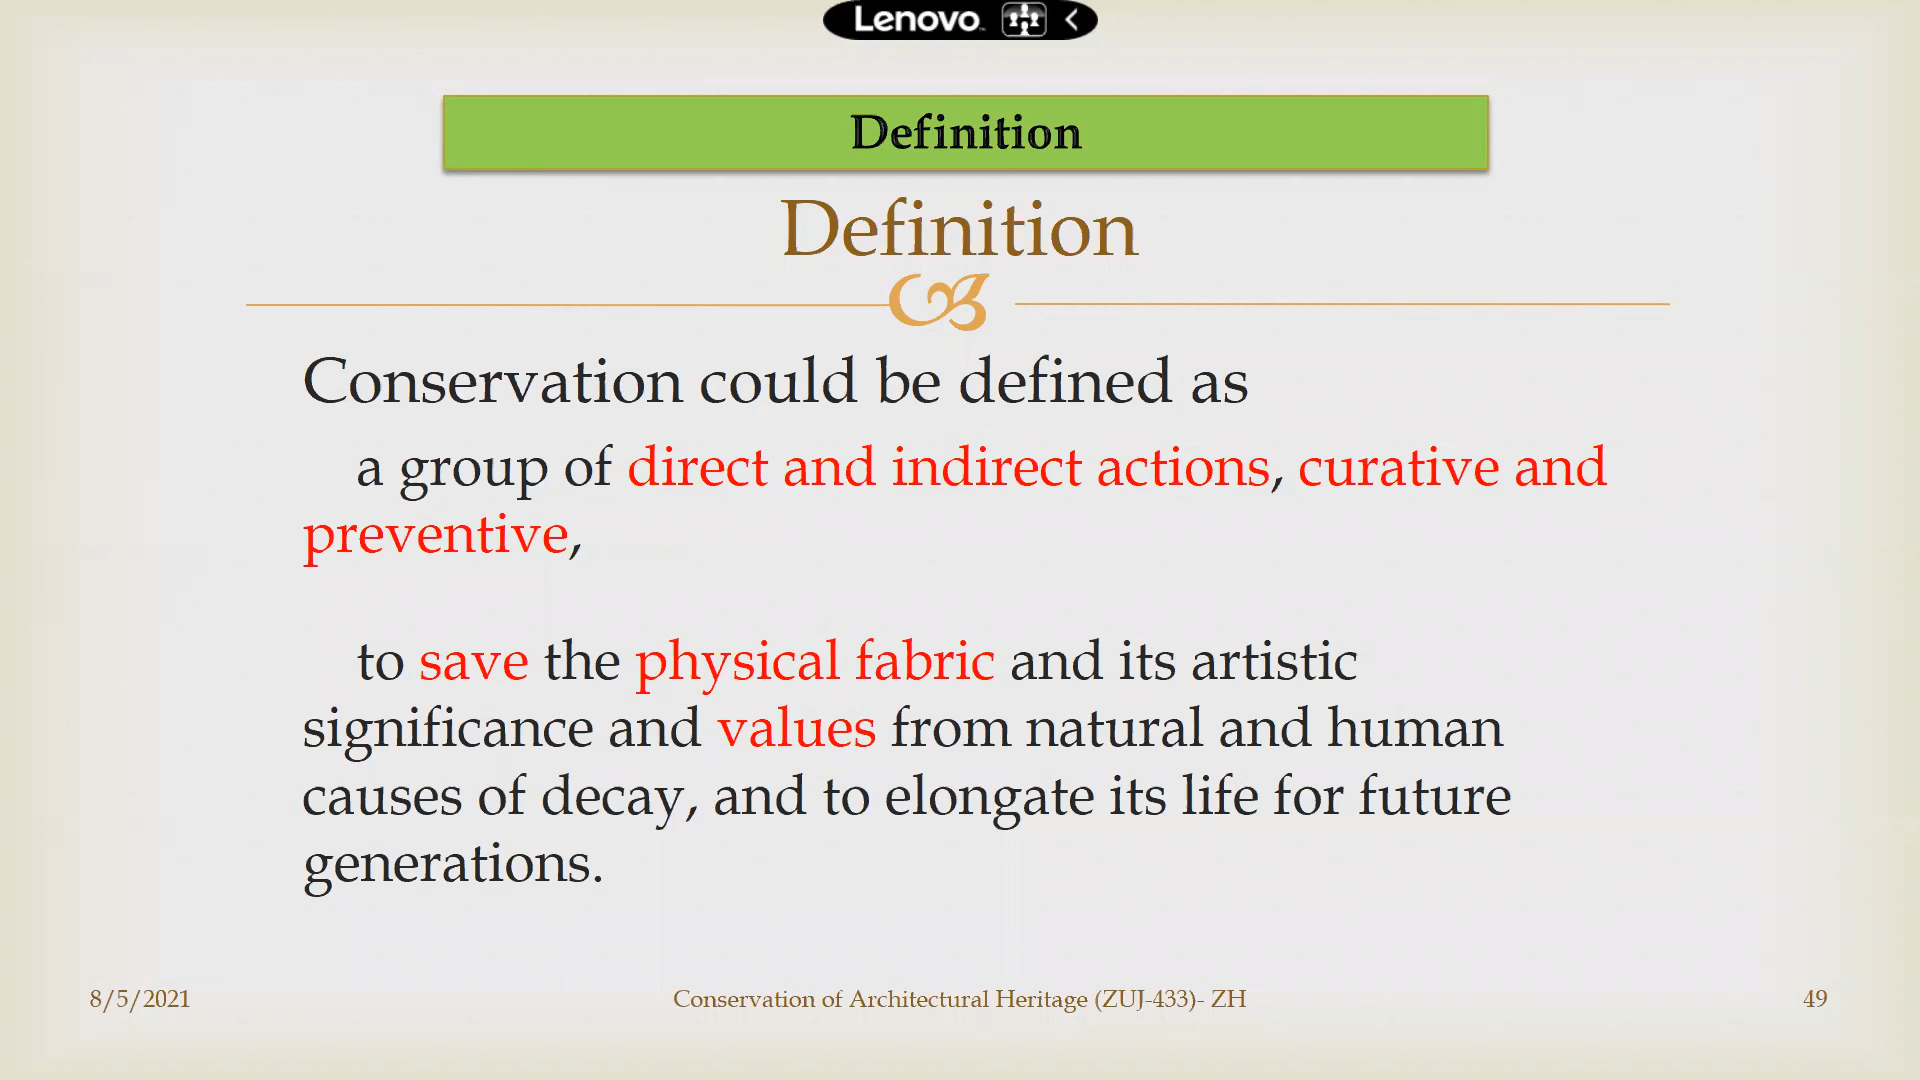 Lenovo
Definition
Definition
Conservation could be defined as
a group of direct and indirect actions, curative and
preventive,
to save the physical fabric and its artistic
significance and values from natural and human
causes of decay, and to elongate its life for future
generations.
8/5/2021
Conservation of Architectural Heritage (ZUJ-433)- ZH
49